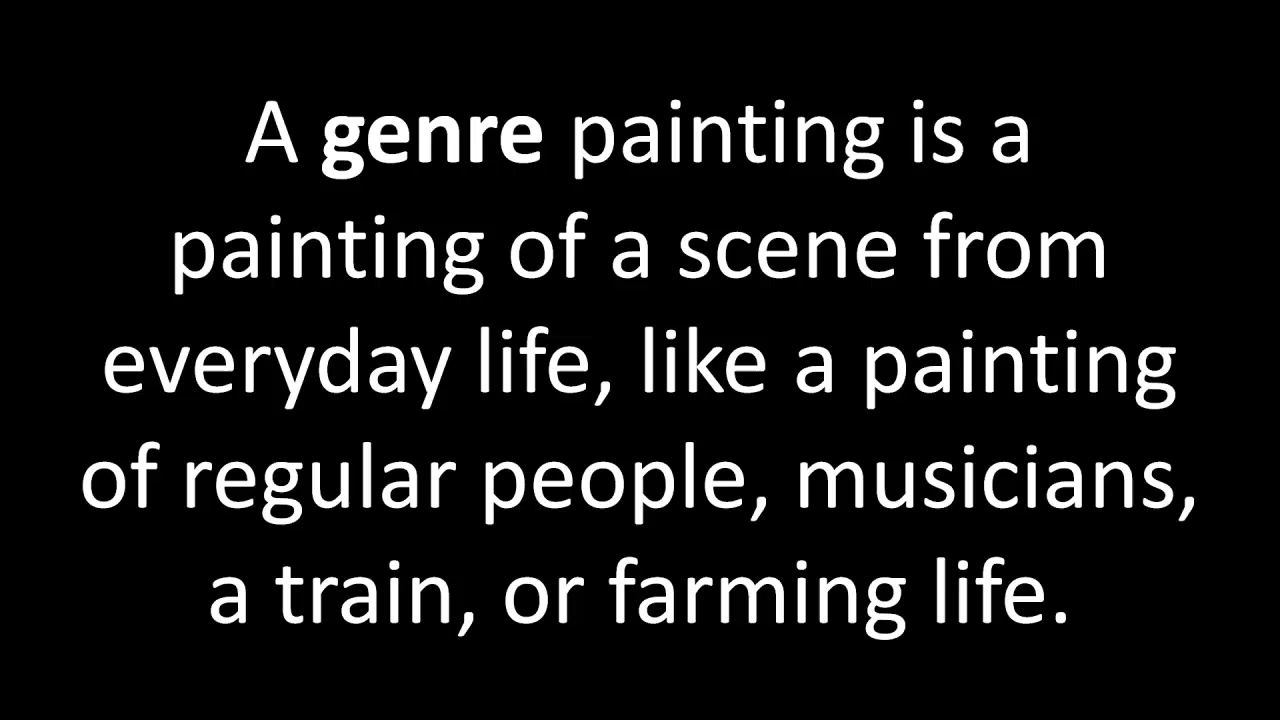 A genre painting is a
painting of a scene from
everyday life, like a painting
of regular people, musicians,
a train, or farming life.